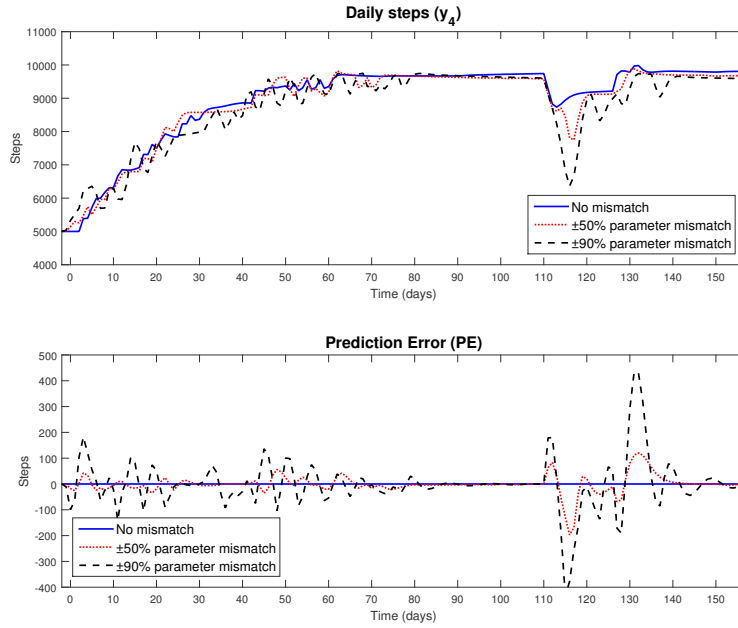 Daily steps (y4)
11000
10000
9000
8000
7000
6000
5000
4000
Steps
No mismatch
±50% parameter mismatch
±90% parameter mismatch
0 10 20 30 40 50 60 70 80 90 100 110 120 130 140 150
Time (days)
Prediction Error (PE)
500
400
300
200
100
0
-100
-200
-300
-400
Steps
No mismatch
±50% parameter mismatch
±90% parameter mismatch
0 10 20 30 40 50 60 70 80 90 100 110 120 130 140 150
Time (days)